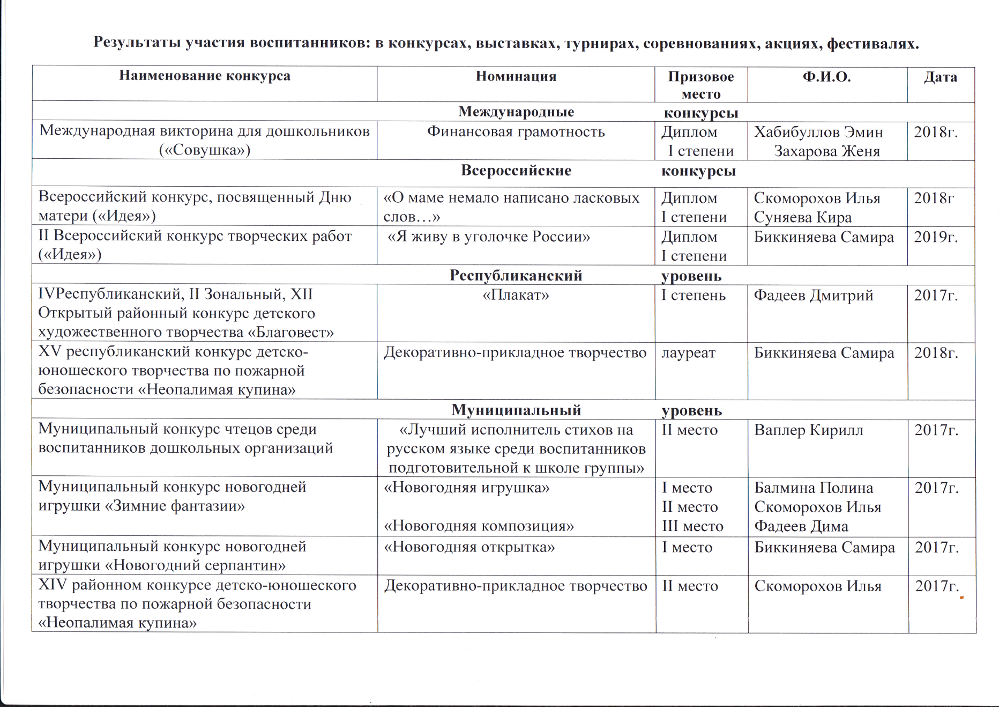 Результаты участия воспитанников: в конкурсах, выставках, турнирах, соревнованиях, акциях, фестивалях.
Наименование конкурса Номинация Призовое место Ф.И.О. Дата
Международные конкурсы
Международная викторина для дошкольников Финансовая грамотность Диплом Хабибуллов Эмин 2018г.
(«Совушка») I степени Захарова Женя
Всероссийские конкурсы
Всероссийский конкурс, посвященный Дню «О маме немало написано ласковых Диплом Скоморохов Илья 2018г
матери («Идея») слов…» I степени Суняева Кира
II Всероссийский конкурс творческих работ «Я живу в уголочке России» Диплом Биккиняева Самира 2019г.
(«Идея») I степени
Республиканский уровень
IVРеспубликанский, II Зональный, XII «Плакат» I степень Фадеев Дмитрий 2017г.
Открытый районный конкурс детского
художественного творчества «Благовест»
XV республиканский конкурс детско- Декоративно-прикладное творчество лауреат Биккиняева Самира 2018г.
юношеского творчества по пожарной
безопасности «Неопалимая купина»
Муниципальный уровень
Муниципальный конкурс чтецов среди «Лучший исполнитель стихов на II место Ваплер Кирилл 2017г.
воспитанников дошкольных организаций русском языке среди воспитанников
подготовительной к школе группы»
Муниципальный конкурс новогодней «Новогодняя игрушка» I место Балмина Полина 2017г.
игрушки «Зимние фантазии» II место Скоморохов Илья
«Новогодняя композиция» III место Фадеев Дима
Муниципальный конкурс новогодней «Новогодняя открытка» I место Биккиняева Самира 2017г.
игрушки «Новогодний серпантин»
XIV районном конкурсе детско-юношеского Декоративно-прикладное творчество II место Скоморохов Илья 2017г.
творчества по пожарной безопасности
«Неопалимая купина»